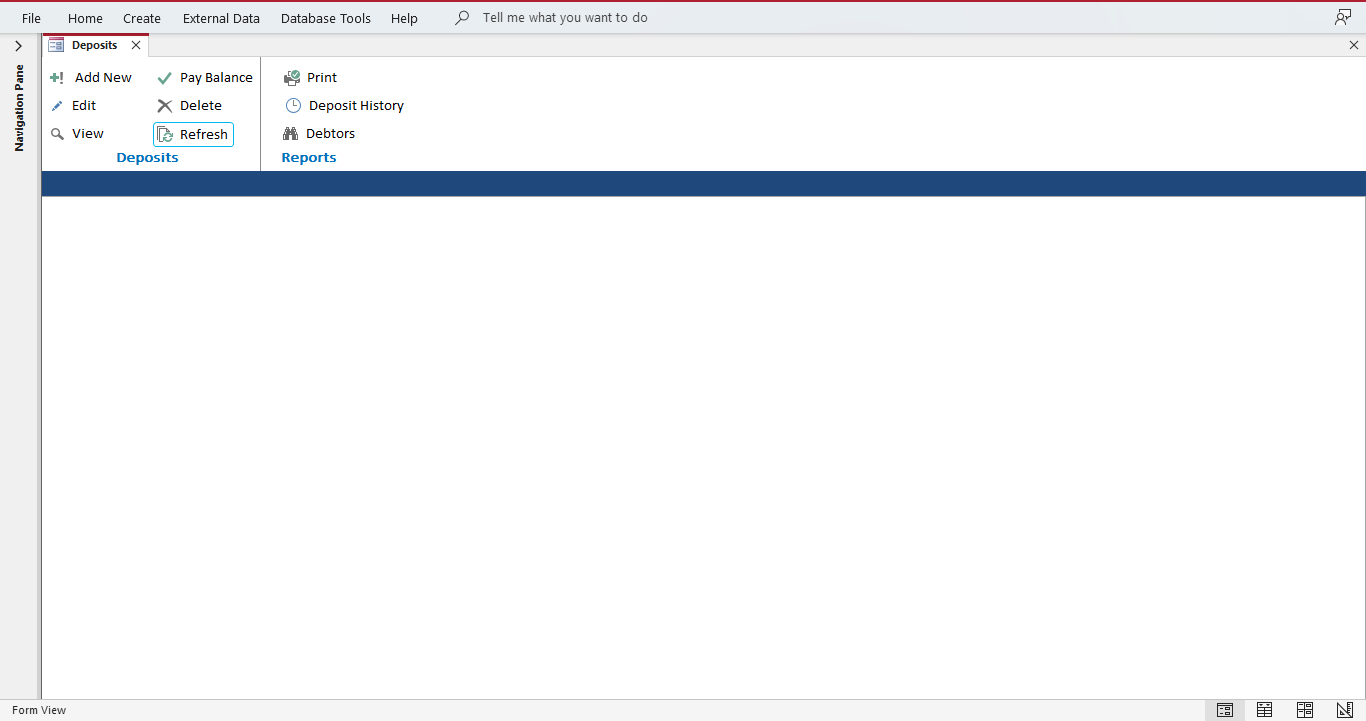 File Home Create External Data Database Tools Help Tell me what you want to do
Deposits
Navigation Pane
Add New Pay Balance Print
Edit Delete Deposit History
View Refresh Debtors
Deposits Reports
Form View